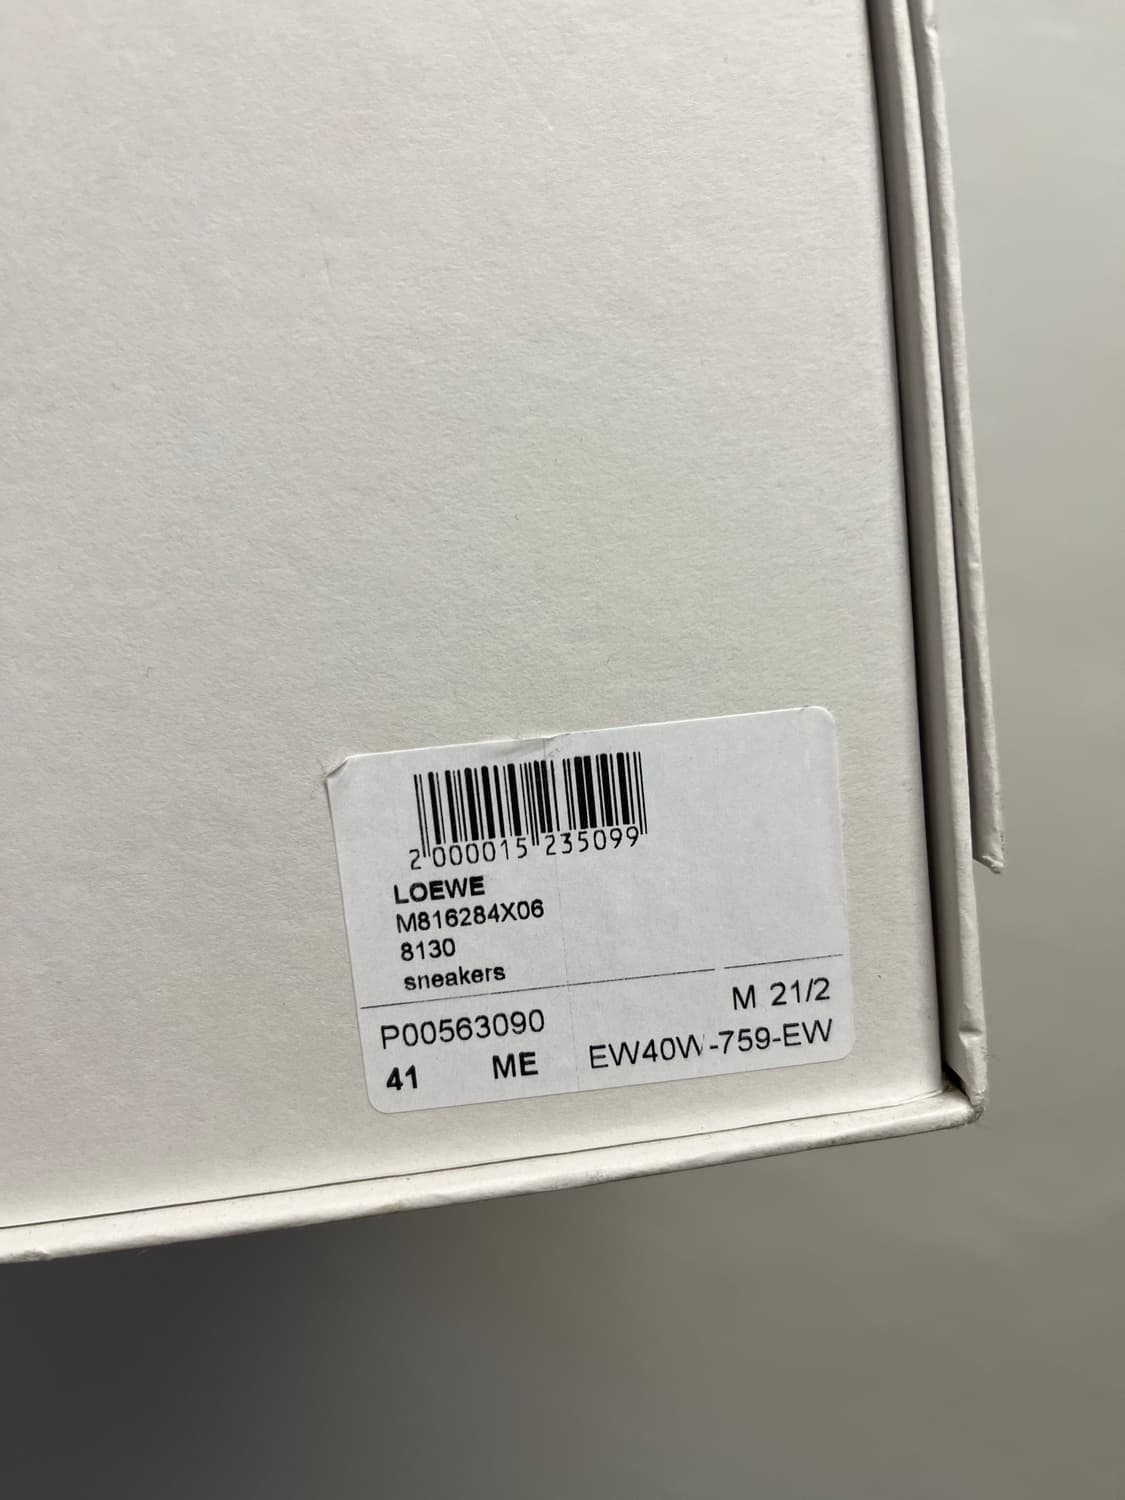 2 000015 235099
LOEWE
M816284X06
8130
sneakers
M 21/2
P00563090
41 ME EW40W-759-EW